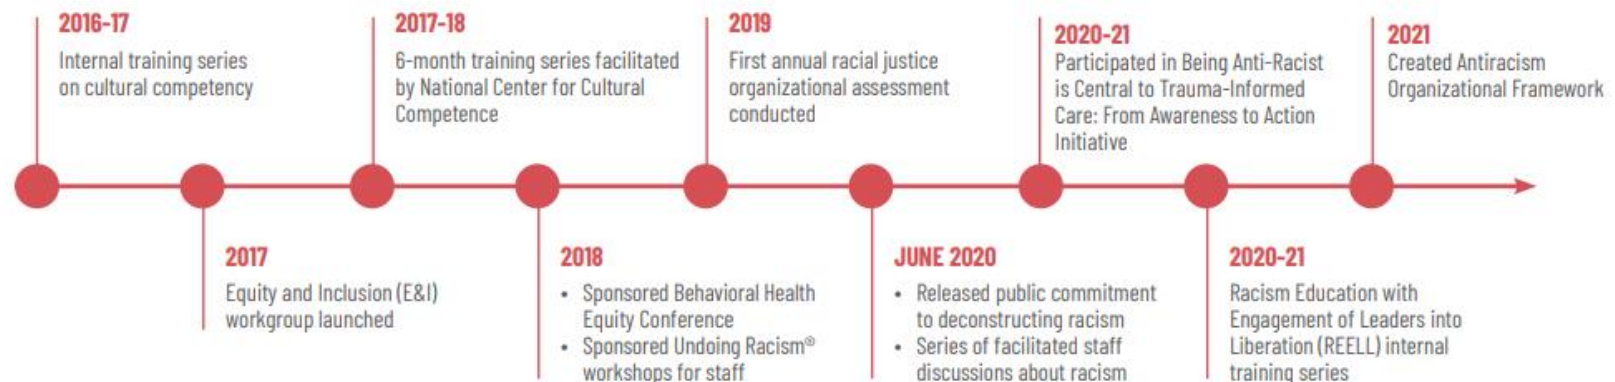 2016-17
Internal training series
on cultural competency
2017
Equity and Inclusion (E&I)
workgroup launched
2017-18
6-month training series facilitated
by National Center for Cultural
Competence
2018
• Sponsored Behavioral Health
Equity Conference
• Sponsored Undoing Racism®
workshops for staff
2019
First annual racial justice
organizational assessment
conducted
JUNE 2020
• Released public commitment
to deconstructing racism
• Series of facilitated staff
discussions about racism
2020-21
Participated in Being Anti-Racist
is Central to Trauma-Informed
Care: From Awareness to Action
Initiative
2020-21
Racism Education with
Engagement of Leaders into
Liberation (REELL) internal
training series
2021
Created Antiracism
Organizational Framework